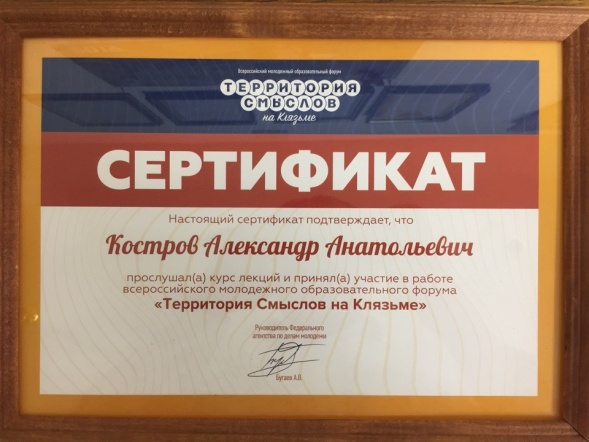 Всероссийский молодежный образовательный форум
ТЕРРИТОРИЯ
СМЫСЛОВ
на Клязьме
СЕРТИФИКАТ
Настоящий сертификат подтверждает, что
Костров Александр Анатольевич
прослушал(а) курс лекций и принял(а) участие в работе
всероссийского молодежного образовательного форума
«Территория Смыслов на Клязьме»
Руководитель Федерального
агентства по делам молодежи
Бугаев А.В.